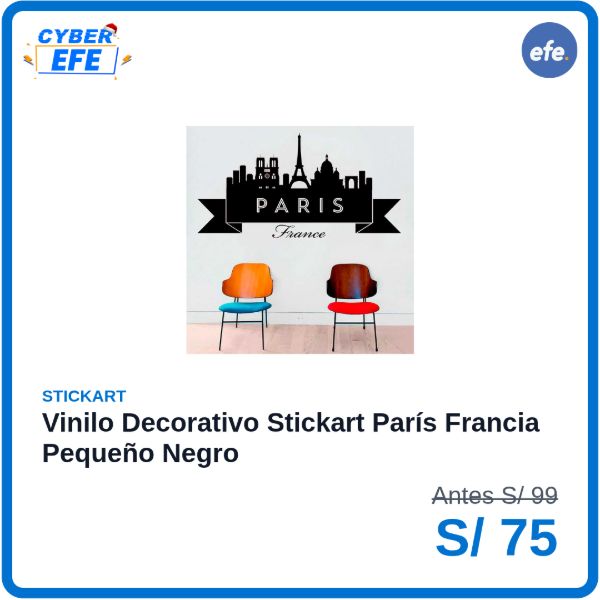 CYBER
EFE
efe.
PARIS
France
STICKART
Vinilo Decorativo Stickart París Francia
Pequeño Negro
Antes S/ 99
S/ 75